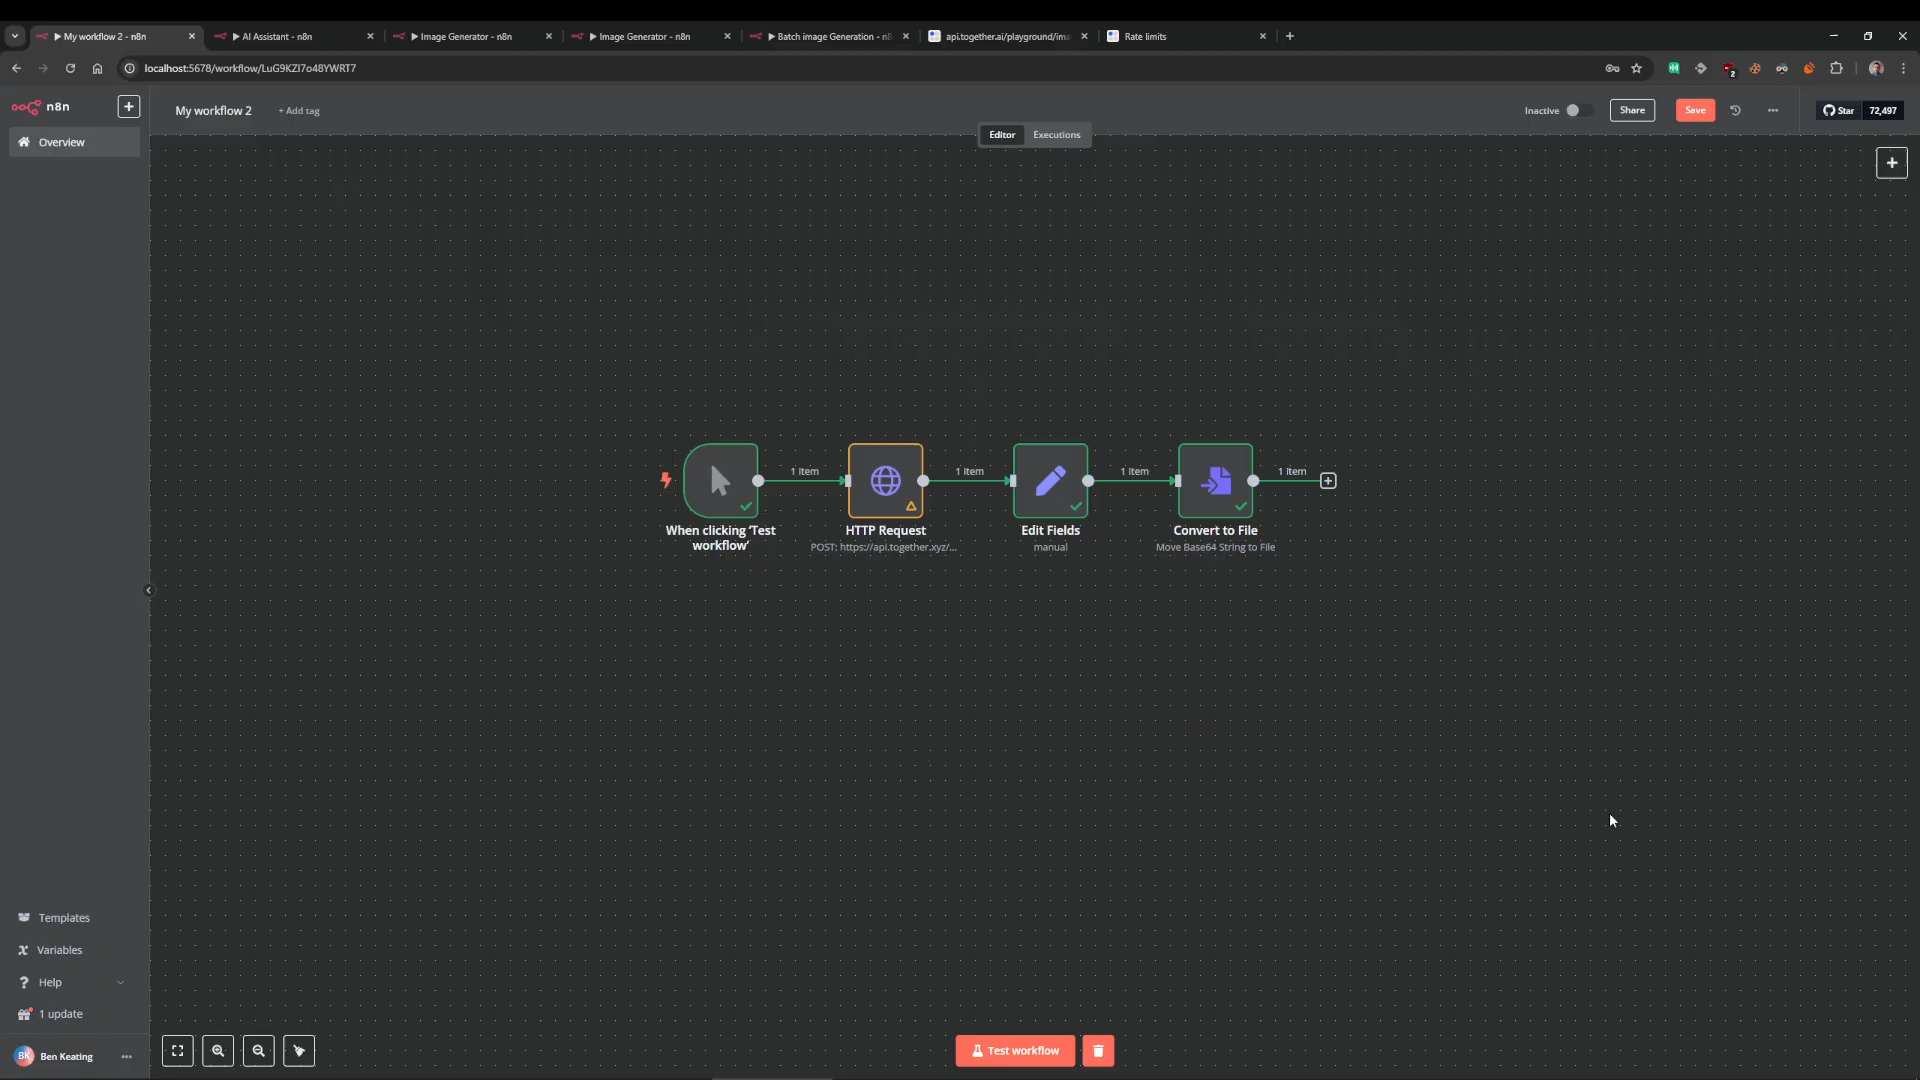 My workflow 2 - n8n
AI Assistant - n8n
Image Generator - n8n
Image Generator - n8n
Batch image Generation - n8
api.together.ai/playground/im
Rate limits
localhost:5678/workflow/LuG9KZI7o48YWRT7
2
n8n
My workflow 2
+ Add tag
Inactive
Share
Save
Star
72,497
Overview
Editor
Executions
1 item
1 item
1 item
1 item
When clicking ‘Test
workflow’
HTTP Request
POST: https://api.together.xyz/...
Edit Fields
manual
Convert to File
Move Base64 String to File
Templates
Variables
Help
1 update
BK
Ben Keating
Test workflow